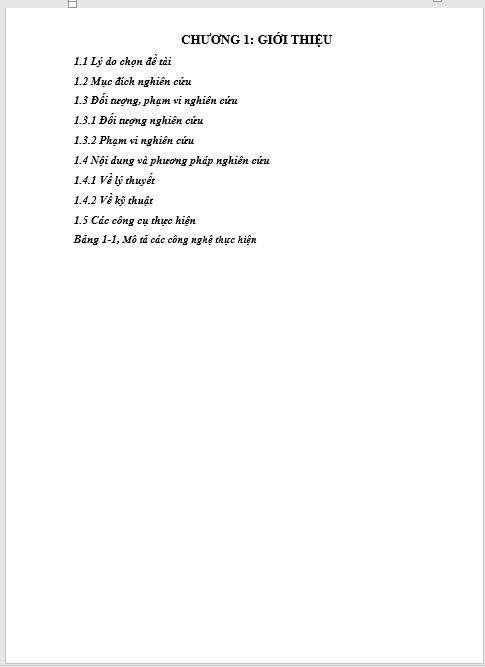 CHƯƠNG 1: GIỚI THIỆU
1.1 Lý do chọn đề tài
1.2 Mục đích nghiên cứu
1.3 Đối tượng, phạm vi nghiên cứu
1.3.1 Đối tượng nghiên cứu
1.3.2 Phạm vi nghiên cứu
1.4 Nội dung và phương pháp nghiên cứu
1.4.1 Về lý thuyết
1.4.2 Về kỹ thuật
1.5 Các công cụ thực hiện
Bảng 1-1, Mô tả các công nghệ thực hiện